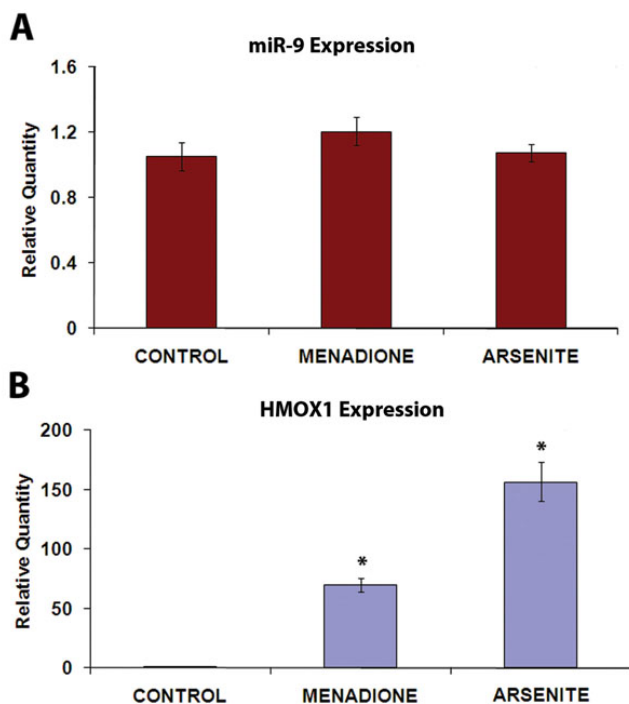 A
miR-9 Expression
Relative Quantity
1.6
1.2
0.8
0.4
0
CONTROL MENADIONE ARSENITE
B
HMOX1 Expression
Relative Quantity
200
150
100
50
0
*
*
CONTROL MENADIONE ARSENITE